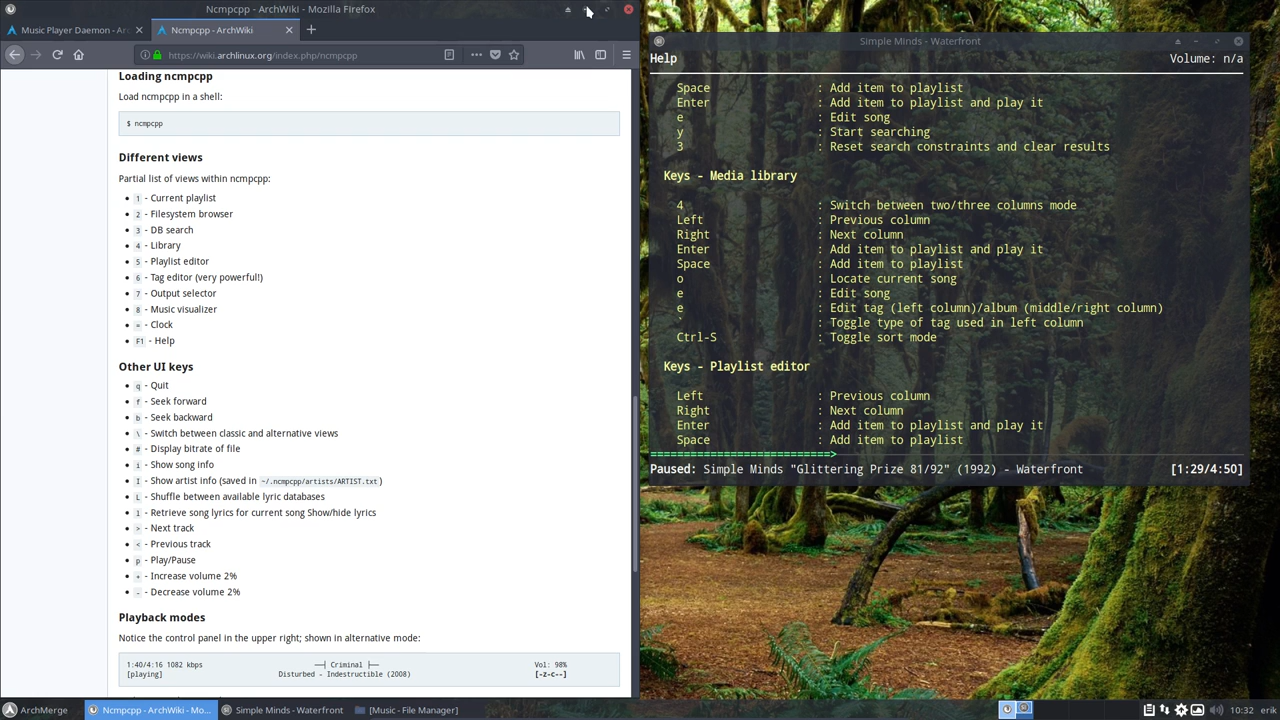 Ncmpcpp - ArchWiki - Mozilla Firefox
Music Player Daemon - Arc
Ncmpcpp - ArchWiki
https://wiki.archlinux.org/index.php/ncmpcpp
Loading ncmpcpp
Load ncmpcpp in a shell:
$ ncmpcpp
Different views
Partial list of views within ncmpcpp:
1 - Current playlist
2 - Filesystem browser
3 - DB search
4 - Library
5 - Playlist editor
6 - Tag editor (very powerful!)
7 - Output selector
8 - Music visualizer
= - Clock
F1 - Help
Other UI keys
q - Quit
f - Seek forward
b - Seek backward
\ - Switch between classic and alternative views
# - Display bitrate of file
i - Show song info
I - Show artist info (saved in ~/.ncmpcpp/artists/ARTIST.txt)
L - Shuffle between available lyric databases
l - Retrieve song lyrics for current song Show/hide lyrics
> - Next track
< - Previous track
p - Play/Pause
+ - Increase volume 2%
- - Decrease volume 2%
Playback modes
Notice the control panel in the upper right; shown in alternative mode:
1:40/4:16 1082 kbps ──┤ Criminal ├── Vol: 98%
[playing] Disturbed - Indestructible (2008) [-z-c--]
Simple Minds - Waterfront
Help Volume: n/a
Space : Add item to playlist
Enter : Add item to playlist and play it
e : Edit song
y : Start searching
3 : Reset search constraints and clear results
Keys - Media library
4 : Switch between two/three columns mode
Left : Previous column
Right : Next column
Enter : Add item to playlist and play it
Space : Add item to playlist
o : Locate current song
e : Edit song
e : Edit tag (left column)/album (middle/right column)
` : Toggle type of tag used in left column
Ctrl-S : Toggle sort mode
Keys - Playlist editor
Left : Previous column
Right : Next column
Enter : Add item to playlist and play it
Space : Add item to playlist
===========================>
Paused: Simple Minds "Glittering Prize 81/92" (1992) - Waterfront [1:29/4:50]
ArchMerge
Ncmpcpp - ArchWiki - Mo...
Simple Minds - Waterfront
[Music - File Manager]
10:32 erik